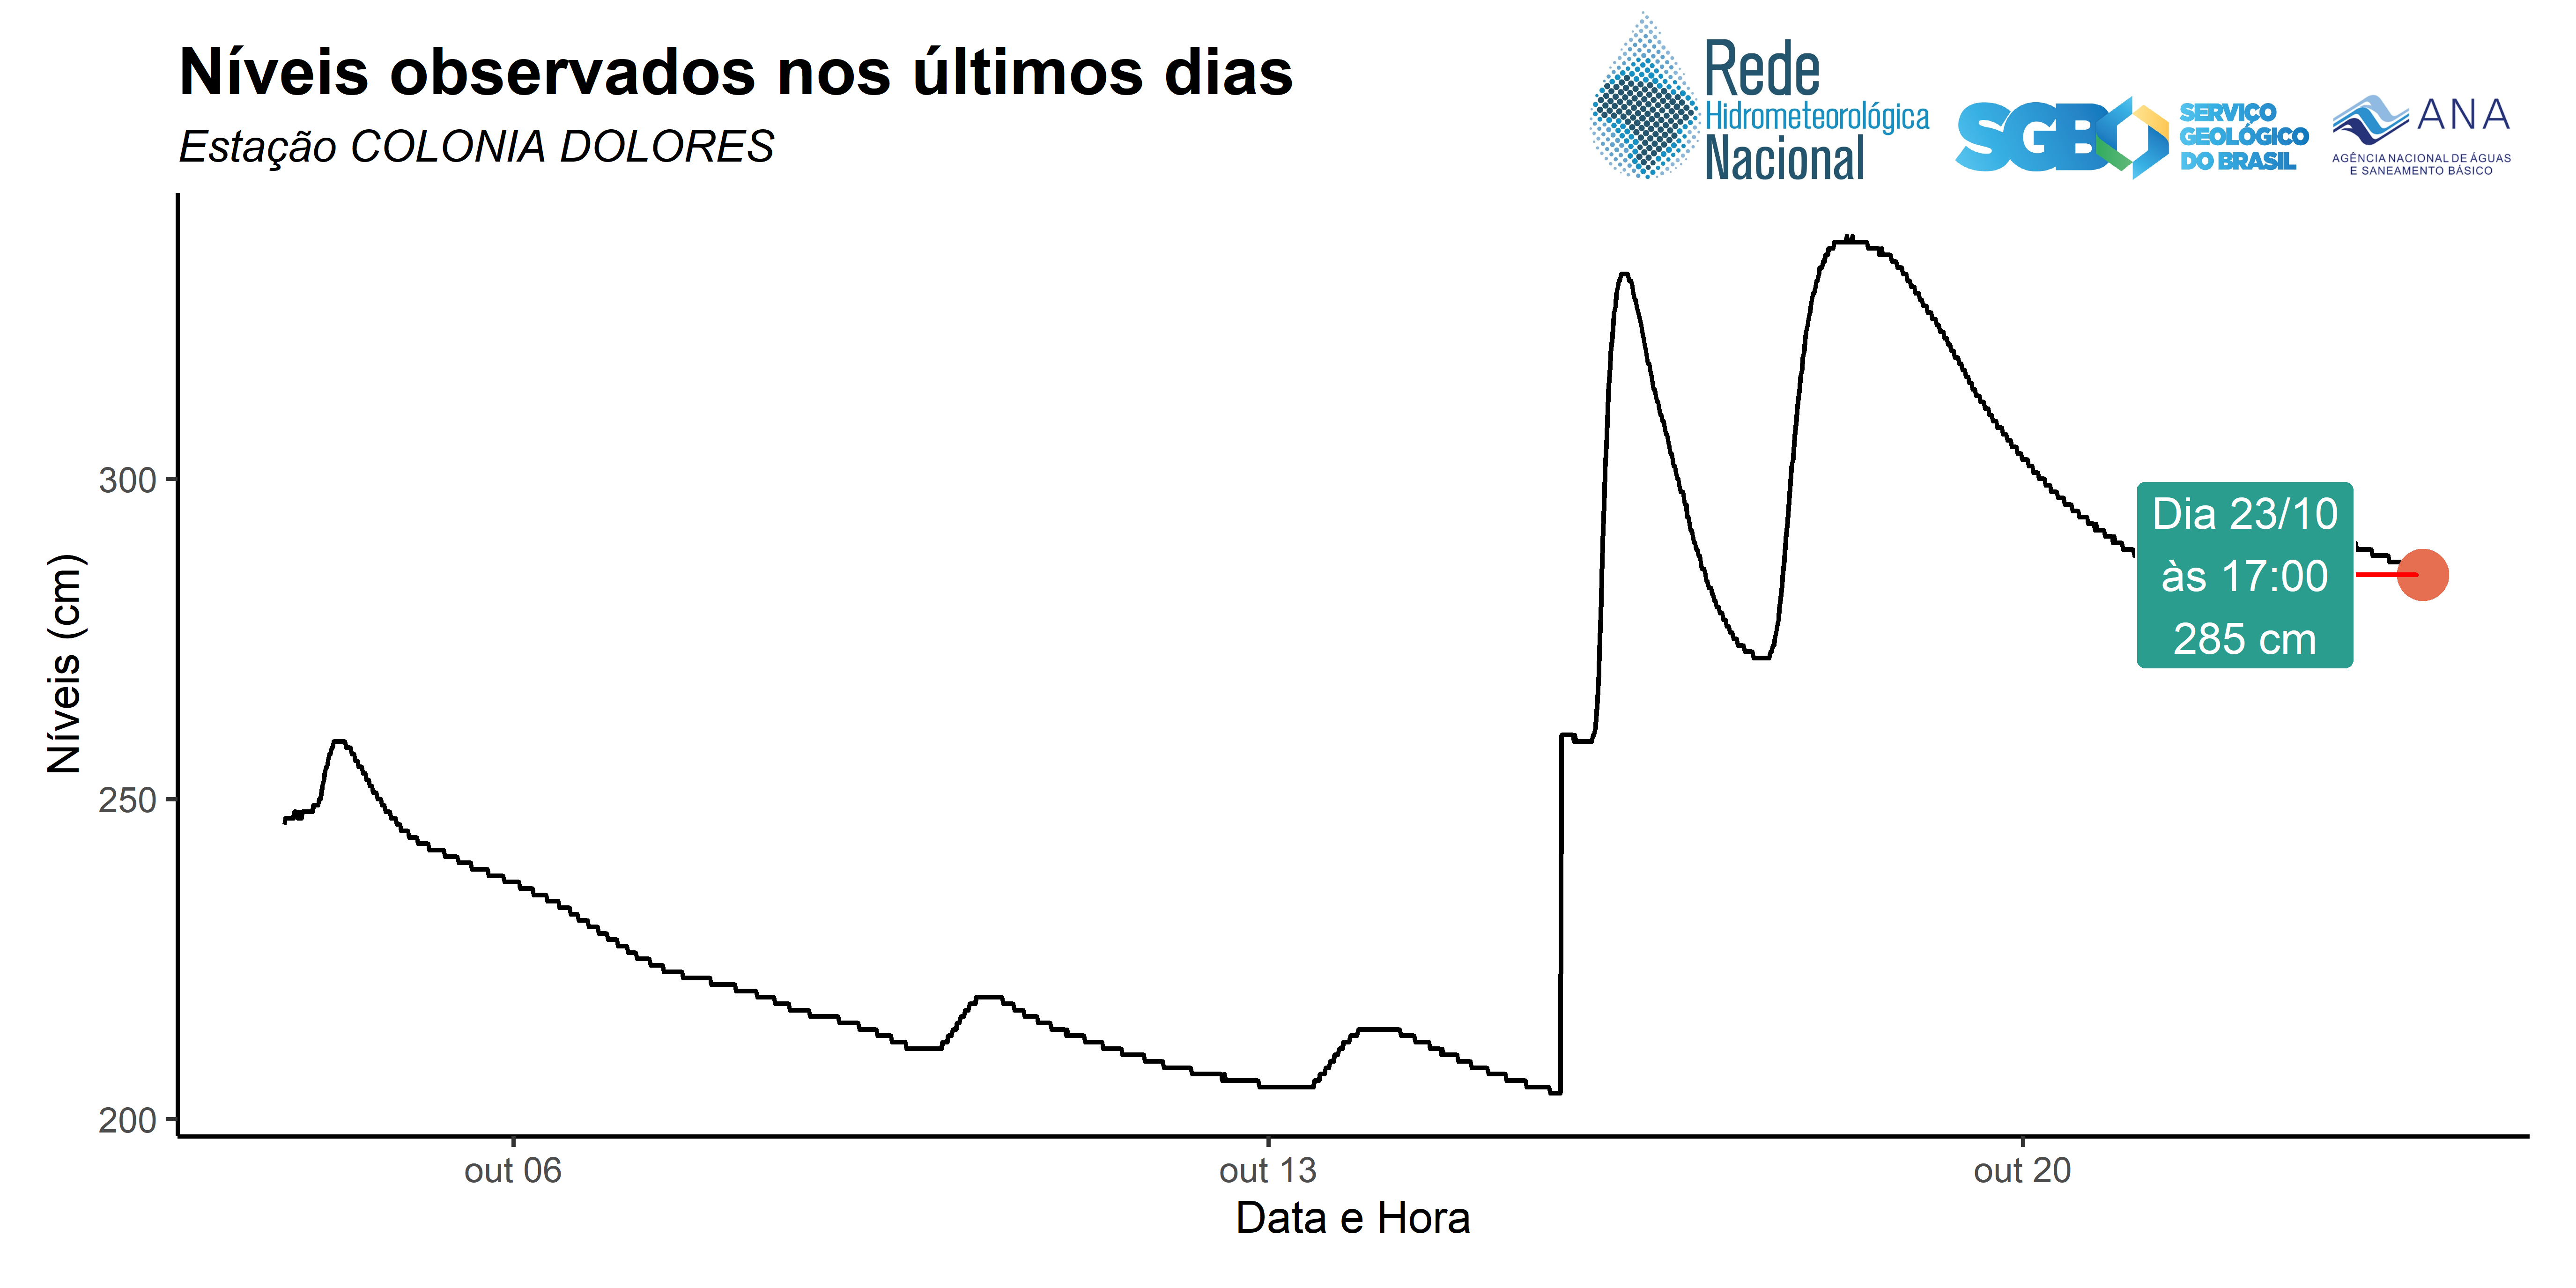 Níveis observados nos últimos dias
Estação COLONIA DOLORES
Rede
Hidrometeorológica
Nacional
SGB
SERVIÇO
GEOLÓGICO
DO BRASIL
ANA
AGÊNCIA NACIONAL DE ÁGUAS
E SANEAMENTO BÁSICO
Níveis (cm)
300
250
200
Dia 23/10
às 17:00
285 cm
out 06
out 13
out 20
Data e Hora